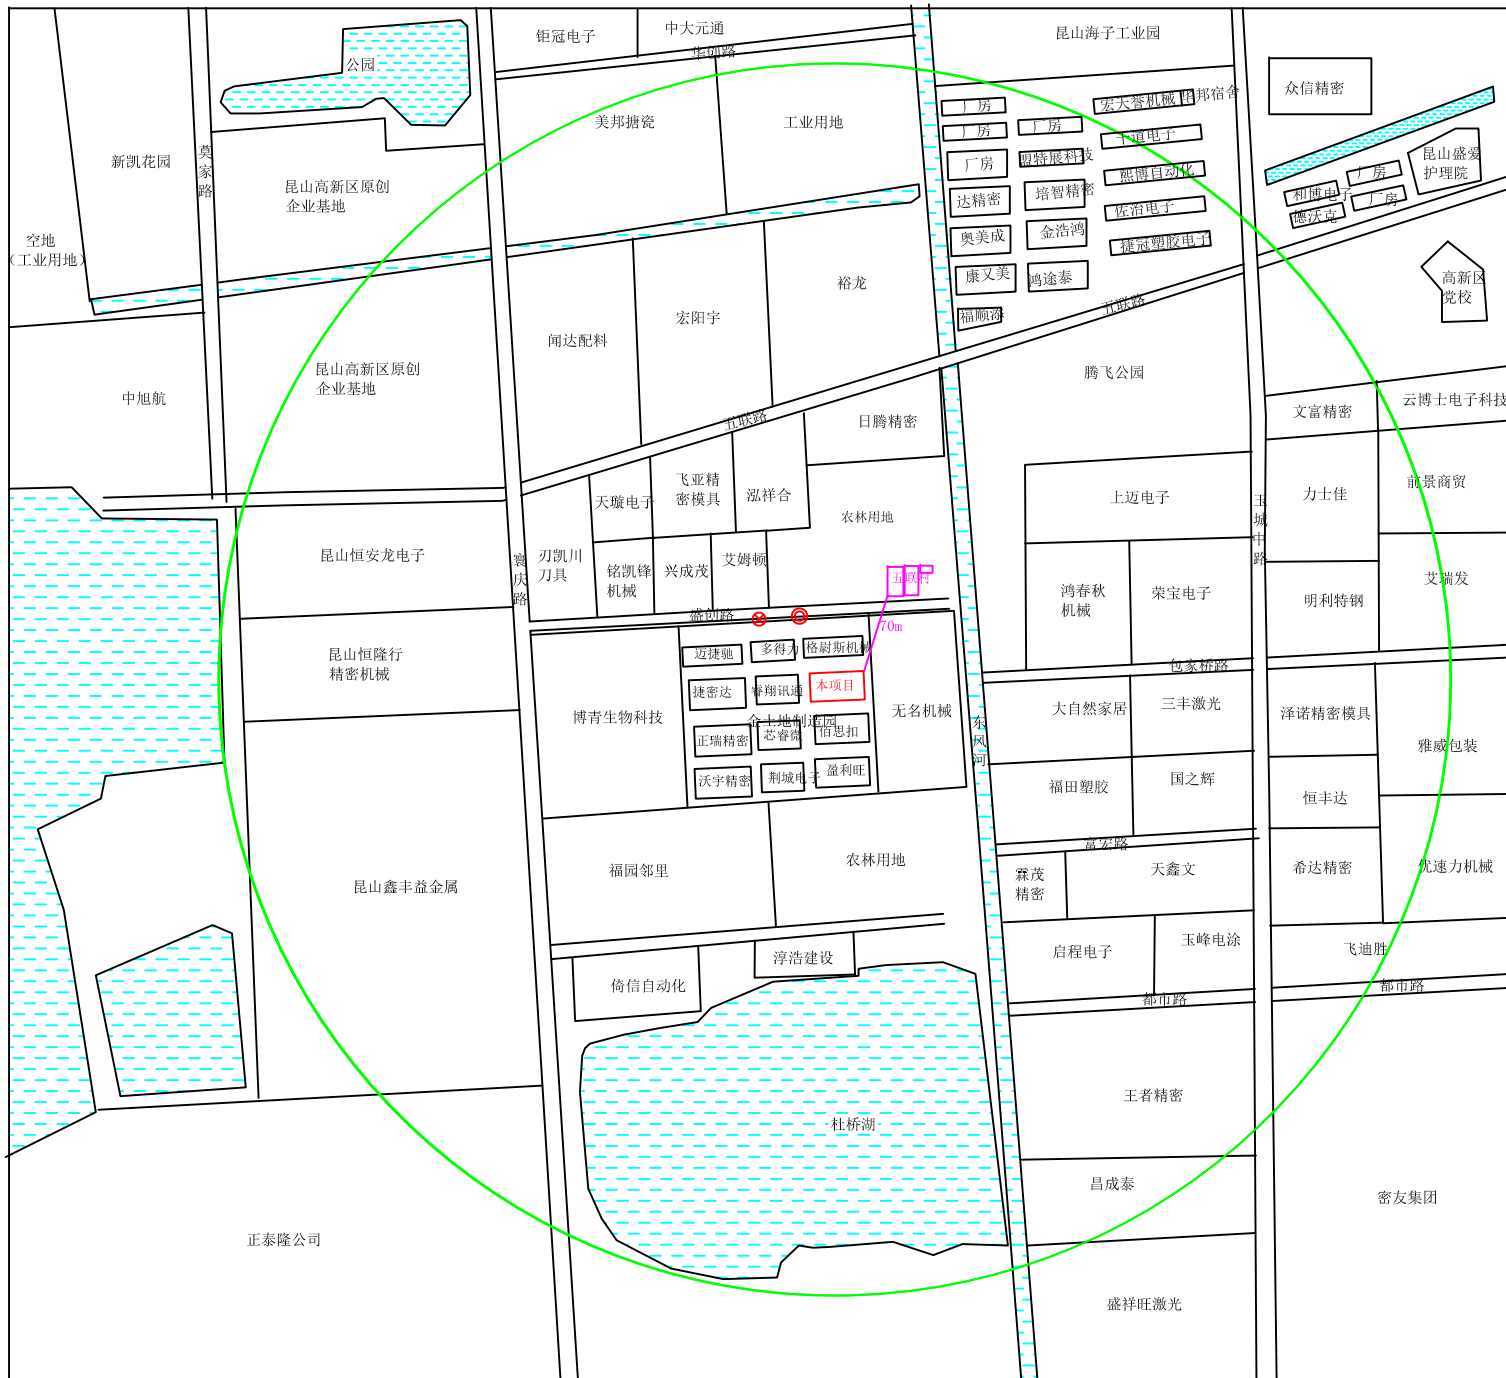 钜冠电子
中大元通
华创路
昆山海子工业园
公园
众信精密
美邦搪瓷
工业用地
厂房
宏大誉机械
铭邦宿舍
厂房
厂房
十道电子
新凯花园
莫家路
厂房
盟特展科技
熙博自动化
昆山盛爱
护理院
厂房
昆山高新区原创
企业基地
达精密
培智精密
佐治电子
和博电子
厂房
德沃克
空地
(工业用地)
奥美成
金浩鸿
捷冠塑胶电子
康又美
鸿途泰
高新区
党校
裕龙
宏阳宇
福顺添
五联路
闻达配料
昆山高新区原创
企业基地
腾飞公园
中旭航
五联路
日腾精密
文富精密
云博士电子科技
天璇电子
飞亚精
密模具
泓祥合
农林用地
上迈电子
玉城中路
力士佳
前景商贸
昆山恒安龙电子
寰庆路
刃凯川
刀具
铭凯锋
机械
兴成茂
艾姆顿
五联村
鸿春秋
机械
荣宝电子
明利特钢
艾瑞发
盛创路
70m
昆山恒隆行
精密机械
迈捷驰
多得力
格尉斯机械
包家桥路
捷密达
睿翔讯通
本项目
博青生物科技
金土地制造园
无名机械
东风河
大自然家居
三丰激光
泽诺精密模具
正瑞精密
芯睿微
佰思扣
雅威包装
沃宇精密
荆城电子
盈利旺
福田塑胶
国之辉
恒丰达
富宏路
福园邻里
农林用地
霖茂
精密
天鑫文
希达精密
优速力机械
昆山鑫丰益金属
启程电子
玉峰电涂
飞迪胜
淳浩建设
倚信自动化
都市路
都市路
杜桥湖
王者精密
昌成泰
密友集团
正泰隆公司
盛祥旺激光